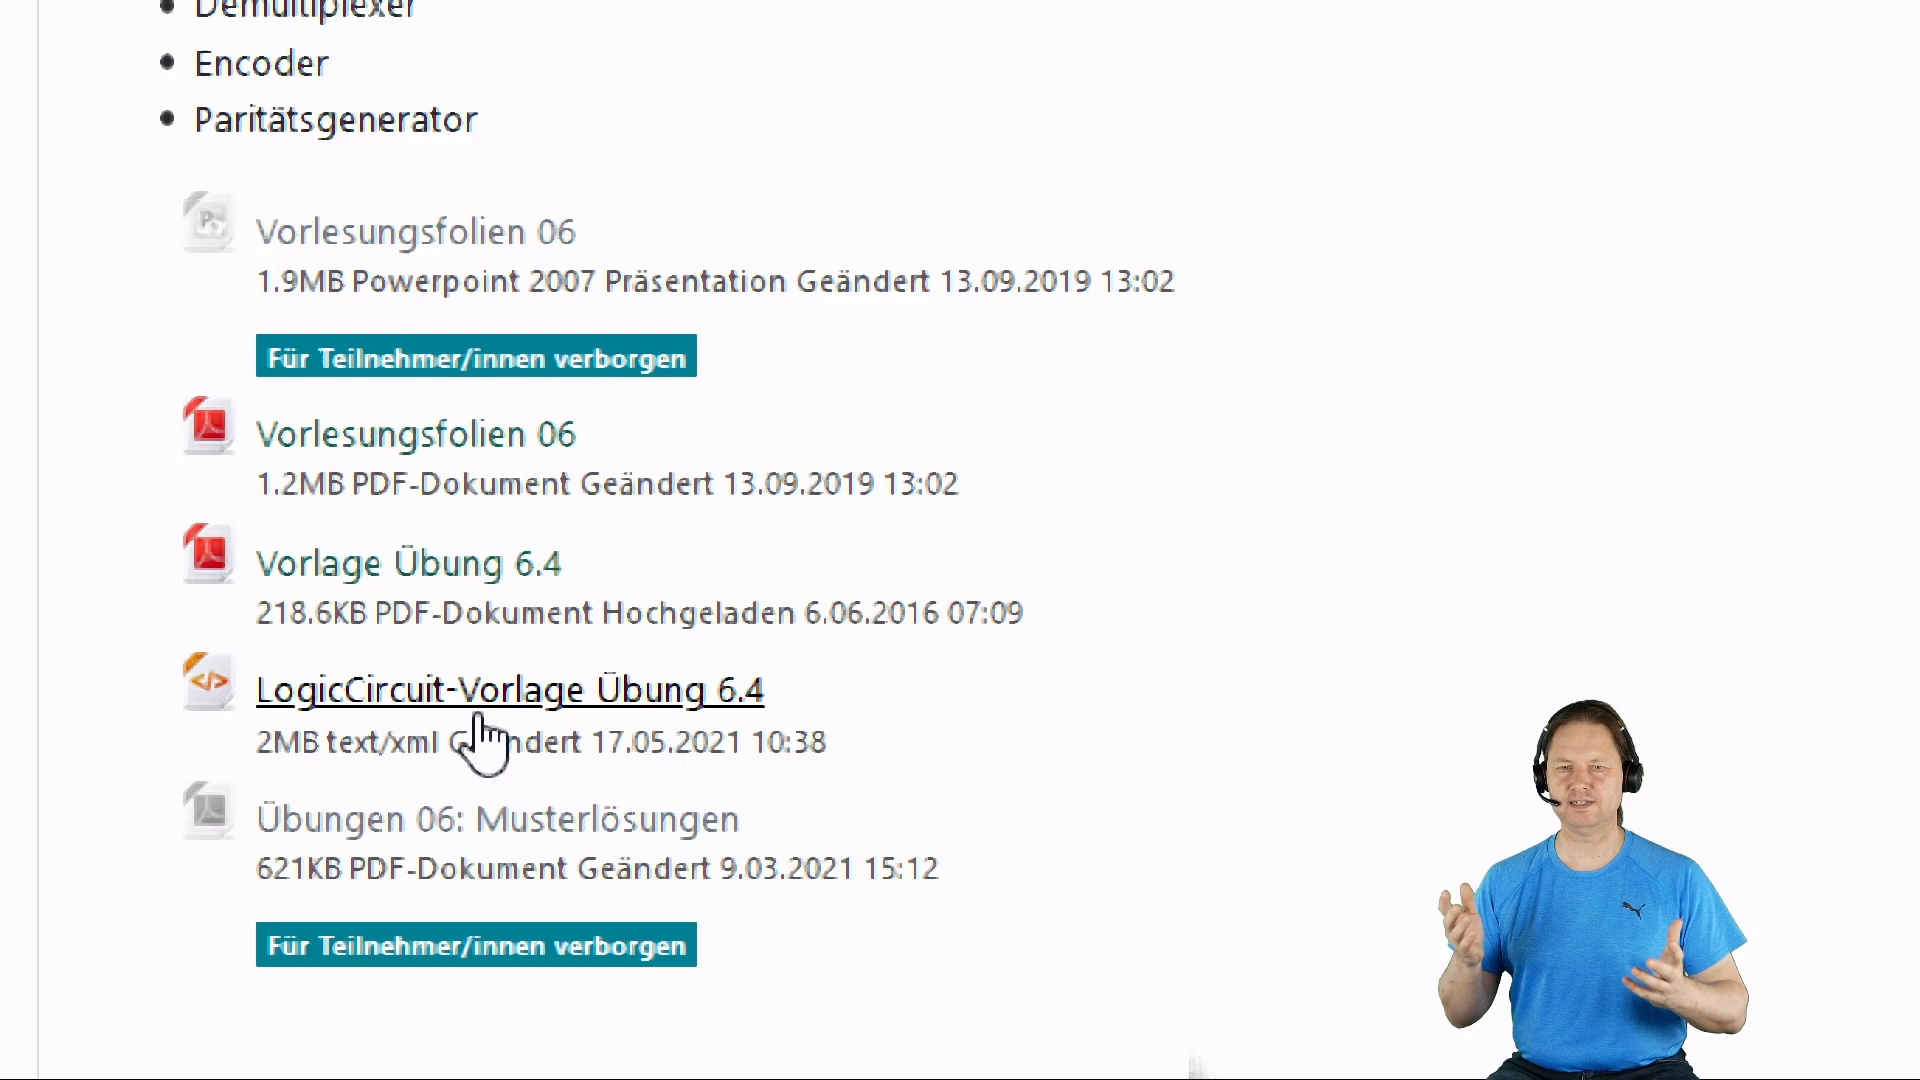 Demultiplexer
Encoder
Paritätsgenerator
Vorlesungsfolien 06
1.9MB Powerpoint 2007 Präsentation Geändert 13.09.2019 13:02
Für Teilnehmer/innen verborgen
Vorlesungsfolien 06
1.2MB PDF-Dokument Geändert 13.09.2019 13:02
Vorlage Übung 6.4
218.6KB PDF-Dokument Hochgeladen 6.06.2016 07:09
LogicCircuit-Vorlage Übung 6.4
2MB text/xml Geändert 17.05.2021 10:38
Übungen 06: Musterlösungen
621KB PDF-Dokument Geändert 9.03.2021 15:12
Für Teilnehmer/innen verborgen